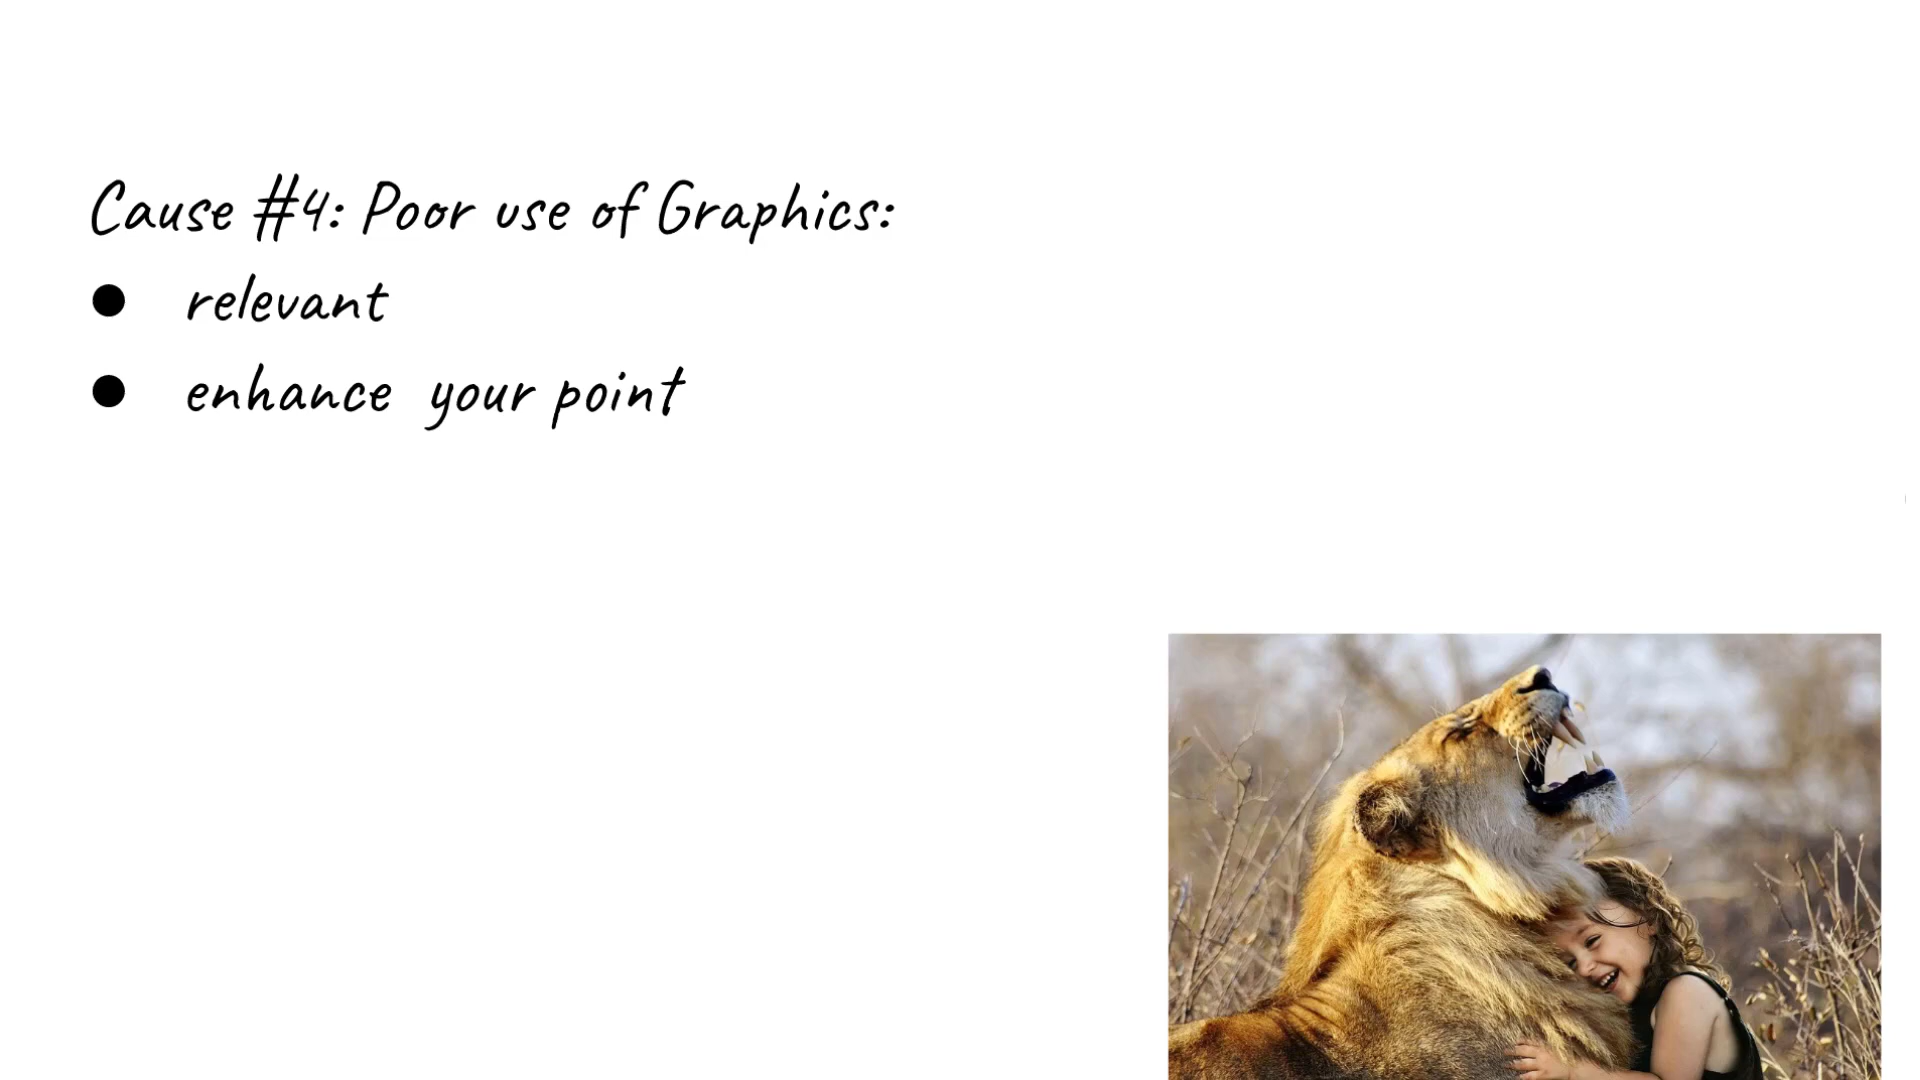 Cause #4: Poor use of Graphics:
● relevant
● enhance your point